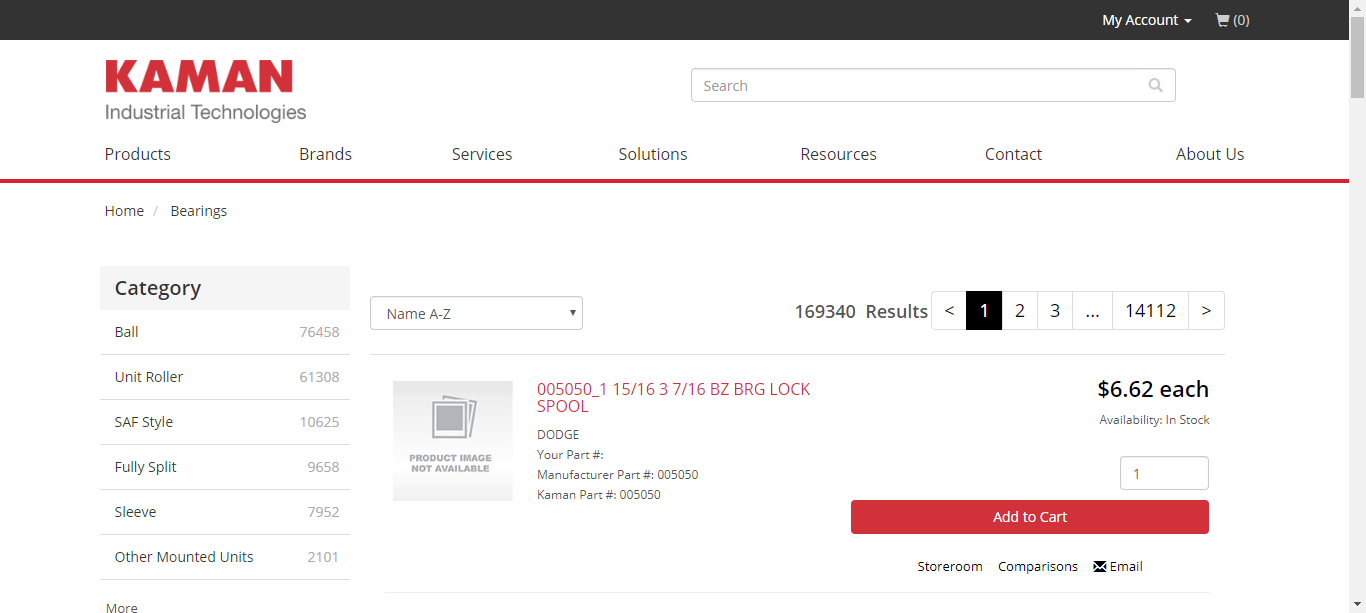 My Account (0)
KAMAN
Industrial Technologies
Search
Products Brands Services Solutions Resources Contact About Us
Home / Bearings
Category
Ball 76458
Unit Roller 61308
SAF Style 10625
Fully Split 9658
Sleeve 7952
Other Mounted Units 2101
More
Name A-Z
169340 Results < 1 2 3 ... 14112 >
PRODUCT IMAGE
NOT AVAILABLE
005050_1 15/16 3 7/16 BZ BRG LOCK
SPOOL
DODGE
Your Part #:
Manufacturer Part #: 005050
Kaman Part #: 005050
$6.62 each
Availability: In Stock
1
Add to Cart
Storeroom Comparisons Email